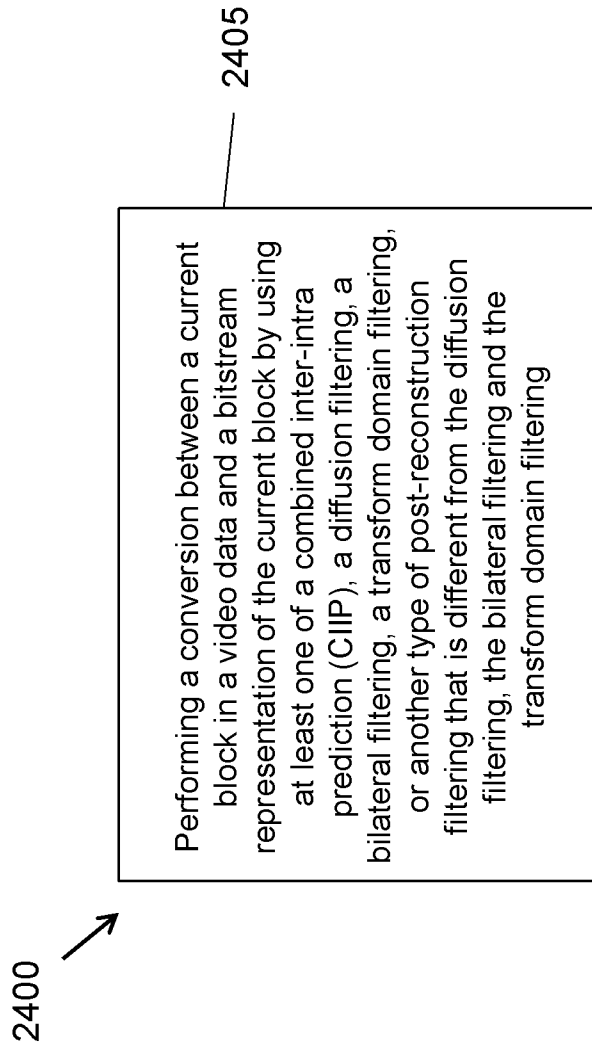 2400
Performing a conversion between a current
block in a video data and a bitstream
representation of the current block by using
at least one of a combined inter-intra
prediction (CIIP), a diffusion filtering, a
bilateral filtering, a transform domain filtering,
or another type of post-reconstruction
filtering that is different from the diffusion
filtering, the bilateral filtering and the
transform domain filtering
2405